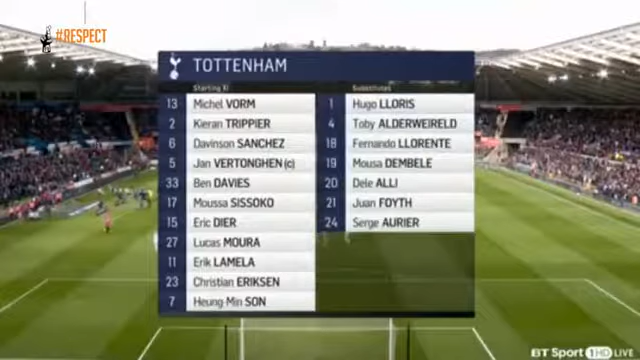 #RESPECT
TOTTENHAM
Starting XI
13 Michel VORM
2 Kieran TRIPPIER
6 Davinson SANCHEZ
5 Jan VERTONGHEN (c)
33 Ben DAVIES
17 Moussa SISSOKO
15 Eric DIER
27 Lucas MOURA
11 Erik LAMELA
23 Christian ERIKSEN
7 Heung-Min SON
Substitutes
1 Hugo LLORIS
4 Toby ALDERWEIRELD
18 Fernando LLORENTE
19 Mousa DEMBELE
20 Dele ALLI
21 Juan FOYTH
24 Serge AURIER
BT Sport 1 HD LIVE